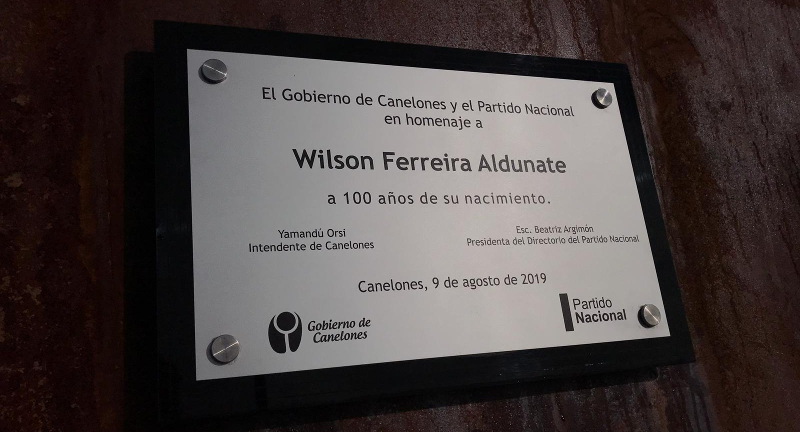 El Gobierno de Canelones y el Partido Nacional
en homenaje a
Wilson Ferreira Aldunate
a 100 años de su nacimiento.
Yamandú Orsi
Intendente de Canelones
Esc. Beatriz Argimón
Presidenta del Directorio del Partido Nacional
Canelones, 9 de agosto de 2019
Gobierno de
Canelones
Partido
Nacional